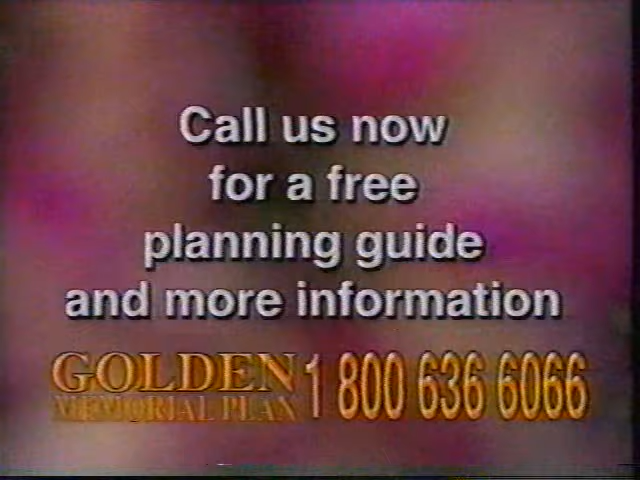 Call us now
for a free
planning guide
and more information
GOLDEN 1 800 636 6066
MEMORIAL PLAN